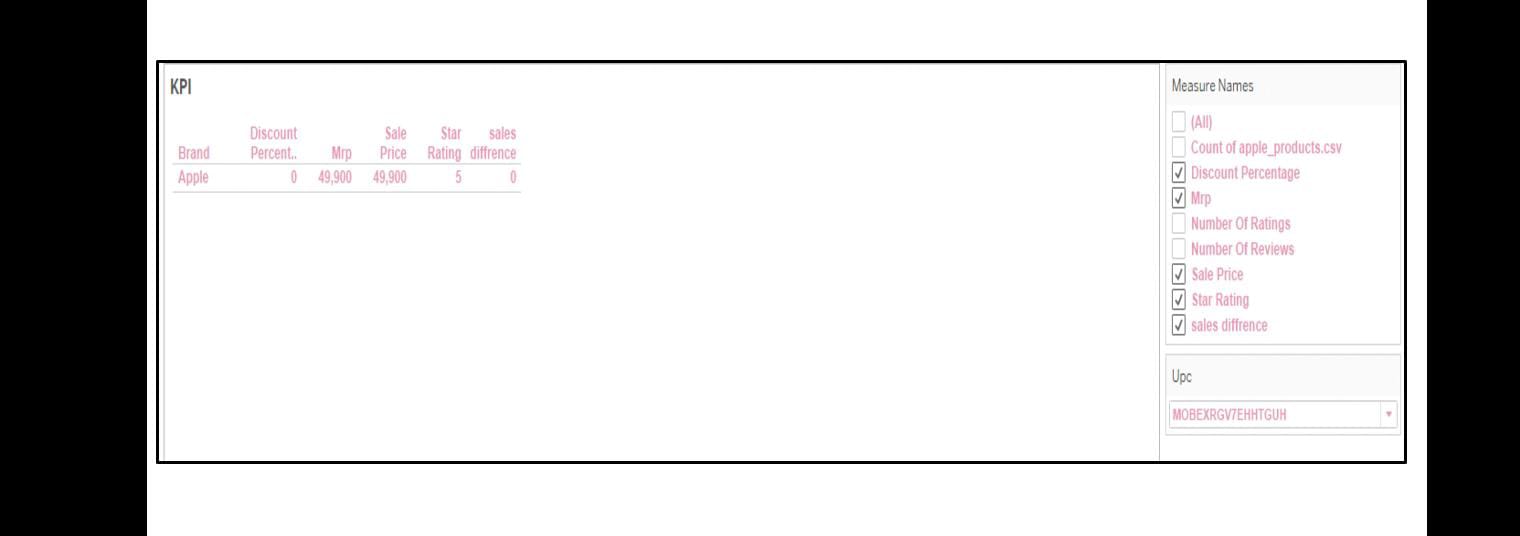 KPI
Discount Sale Star sales
Brand Percent.. Mrp Price Rating diffrence
Apple 0 49,900 49,900 5 0
Measure Names
(All)
Count of apple_products.csv
Discount Percentage
Mrp
Number Of Ratings
Number Of Reviews
Sale Price
Star Rating
sales diffrence
Upc
MOBEXRGV7EHHTGUH